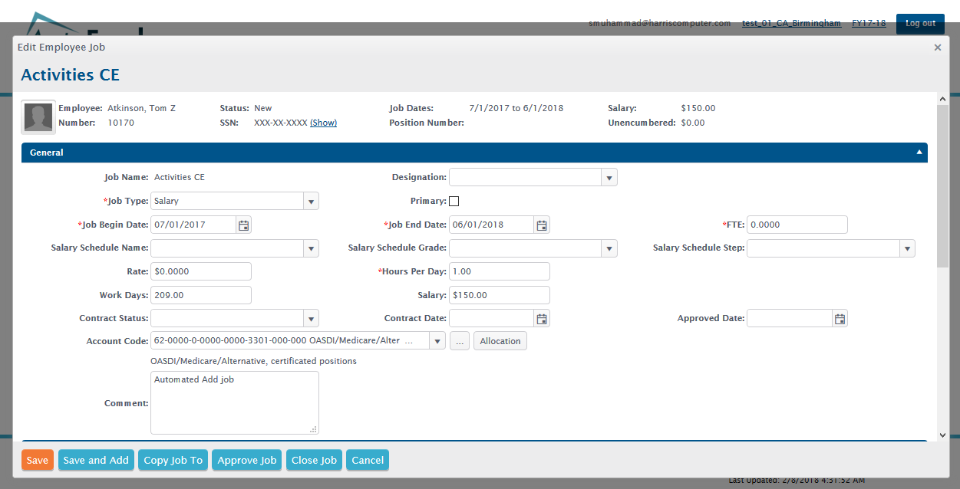 smuhammad@harriscomputer.com test_01_CA_Birmingham FY17-18 Log out
Edit Employee Job ×
Activities CE
Employee: Atkinson, Tom Z Status: New Job Dates: 7/1/2017 to 6/1/2018 Salary: $150.00
Number: 10170 SSN: XXX-XX-XXXX (Show) Position Number: Unencumbered: $0.00
General
Job Name: Activities CE Designation:
*Job Type: Salary Primary:
*Job Begin Date: 07/01/2017 *Job End Date: 06/01/2018 *FTE: 0.0000
Salary Schedule Name: Salary Schedule Grade: Salary Schedule Step:
Rate: $0.0000 *Hours Per Day: 1.00
Work Days: 209.00 Salary: $150.00
Contract Status: Contract Date: Approved Date:
Account Code: 62-0000-0-0000-0000-3301-000-000 OASDI/Medicare/Alter ... ... Allocation
OASDI/Medicare/Alternative, certificated positions
Automated Add job
Comment:
Save Save and Add Copy Job To Approve Job Close Job Cancel
Last Updated: 2/8/2018 4:31:52 AM